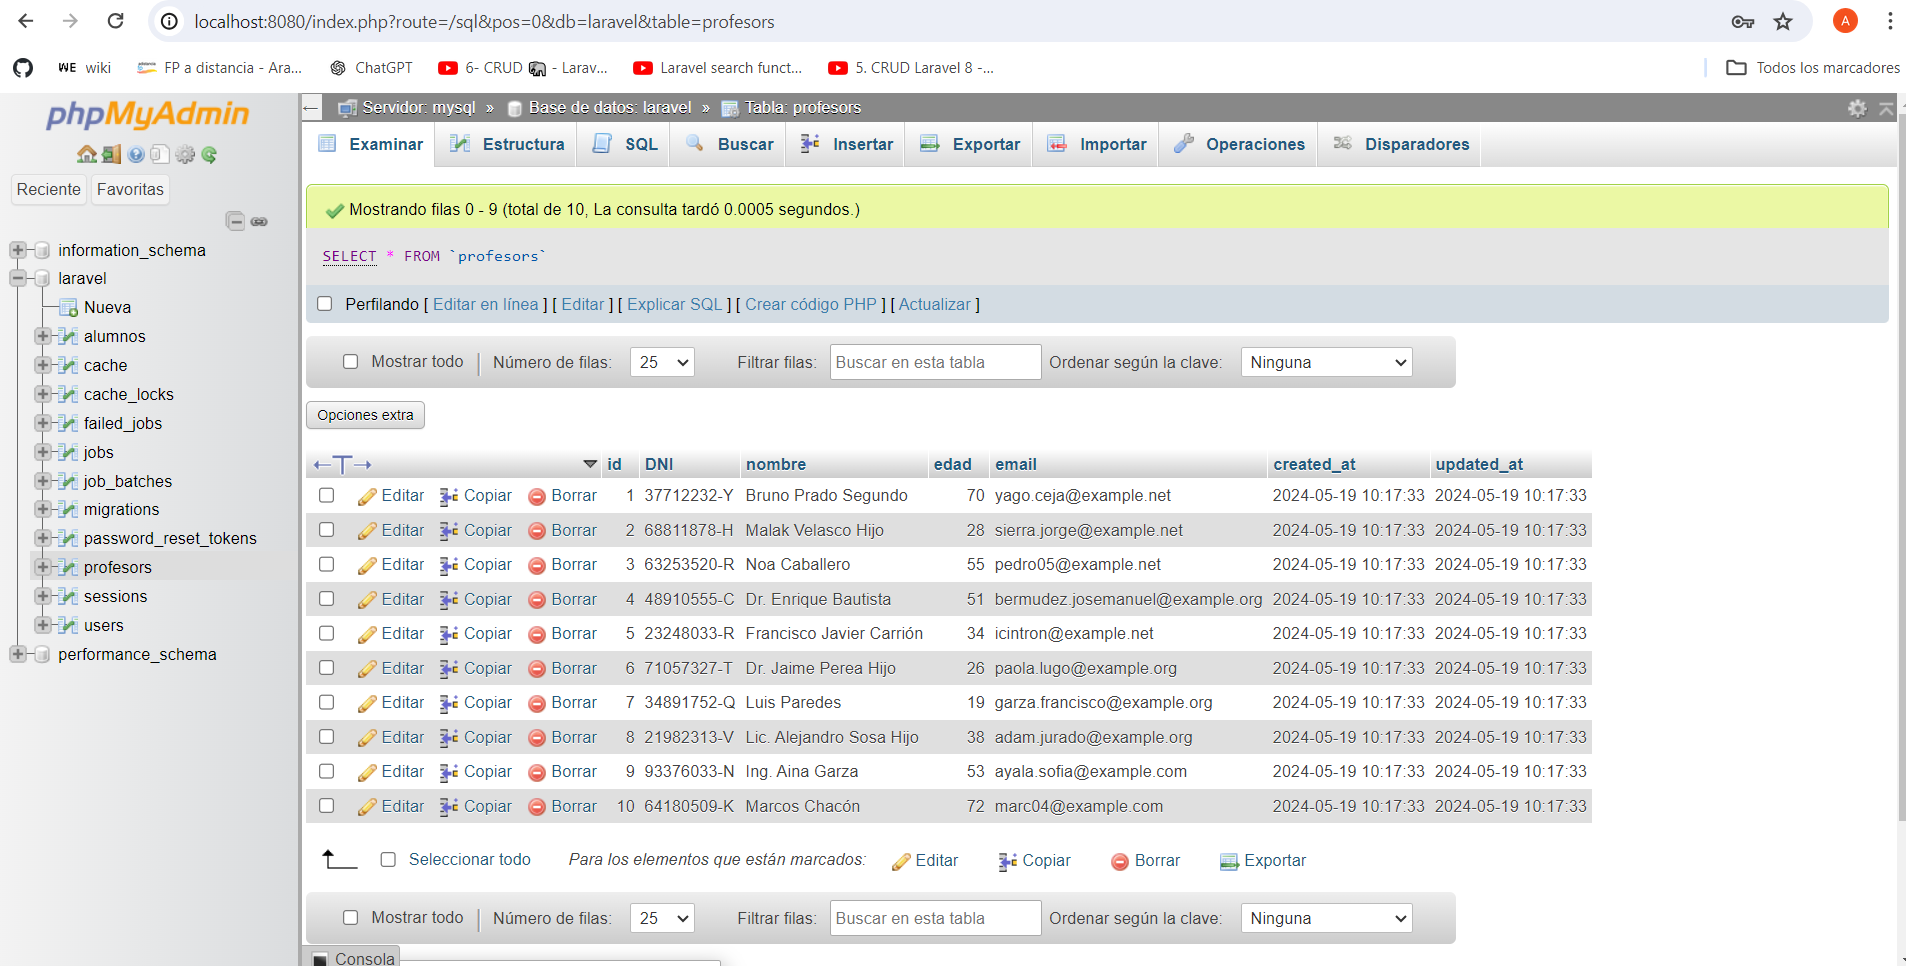 localhost:8080/index.php?route=/sql&pos=0&db=laravel&table=profesors
A
WE wiki
FP a distancia - Ara...
ChatGPT
6- CRUD - Larav...
Laravel search funct...
5. CRUD Laravel 8 -...
Todos los marcadores
phpMyAdmin
Reciente
Favoritas
information_schema
laravel
Nueva
alumnos
cache
cache_locks
failed_jobs
jobs
job_batches
migrations
password_reset_tokens
profesors
sessions
users
performance_schema
Servidor: mysql » Base de datos: laravel » Tabla: profesors
Examinar Estructura SQL Buscar Insertar Exportar Importar Operaciones Disparadores
Mostrando filas 0 - 9 (total de 10, La consulta tardó 0.0005 segundos.)
SELECT * FROM `profesors`
Perfilando [ Editar en línea ] [ Editar ] [ Explicar SQL ] [ Crear código PHP ] [ Actualizar ]
Mostrar todo | Número de filas: 25 Filtrar filas: Buscar en esta tabla Ordenar según la clave: Ninguna
Opciones extra
id DNI nombre edad email created_at updated_at
Editar Copiar Borrar 1 37712232-Y Bruno Prado Segundo 70 yago.ceja@example.net 2024-05-19 10:17:33 2024-05-19 10:17:33
Editar Copiar Borrar 2 68811878-H Malak Velasco Hijo 28 sierra.jorge@example.net 2024-05-19 10:17:33 2024-05-19 10:17:33
Editar Copiar Borrar 3 63253520-R Noa Caballero 55 pedro05@example.net 2024-05-19 10:17:33 2024-05-19 10:17:33
Editar Copiar Borrar 4 48910555-C Dr. Enrique Bautista 51 bermudez.josemanuel@example.org 2024-05-19 10:17:33 2024-05-19 10:17:33
Editar Copiar Borrar 5 23248033-R Francisco Javier Carrión 34 icintron@example.net 2024-05-19 10:17:33 2024-05-19 10:17:33
Editar Copiar Borrar 6 71057327-T Dr. Jaime Perea Hijo 26 paola.lugo@example.org 2024-05-19 10:17:33 2024-05-19 10:17:33
Editar Copiar Borrar 7 34891752-Q Luis Paredes 19 garza.francisco@example.org 2024-05-19 10:17:33 2024-05-19 10:17:33
Editar Copiar Borrar 8 21982313-V Lic. Alejandro Sosa Hijo 38 adam.jurado@example.org 2024-05-19 10:17:33 2024-05-19 10:17:33
Editar Copiar Borrar 9 93376033-N Ing. Aina Garza 53 ayala.sofia@example.com 2024-05-19 10:17:33 2024-05-19 10:17:33
Editar Copiar Borrar 10 64180509-K Marcos Chacón 72 marc04@example.com 2024-05-19 10:17:33 2024-05-19 10:17:33
Seleccionar todo Para los elementos que están marcados: Editar Copiar Borrar Exportar
Mostrar todo | Número de filas: 25 Filtrar filas: Buscar en esta tabla Ordenar según la clave: Ninguna
Consola